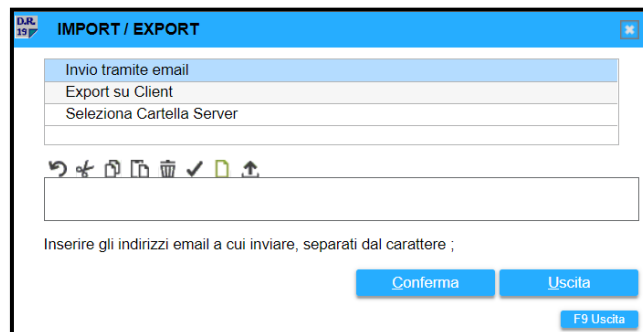 D.R.
19
IMPORT / EXPORT
Invio tramite email
Export su Client
Seleziona Cartella Server
Inserire gli indirizzi email a cui inviare, separati dal carattere ;
Conferma
Uscita
F9 Uscita